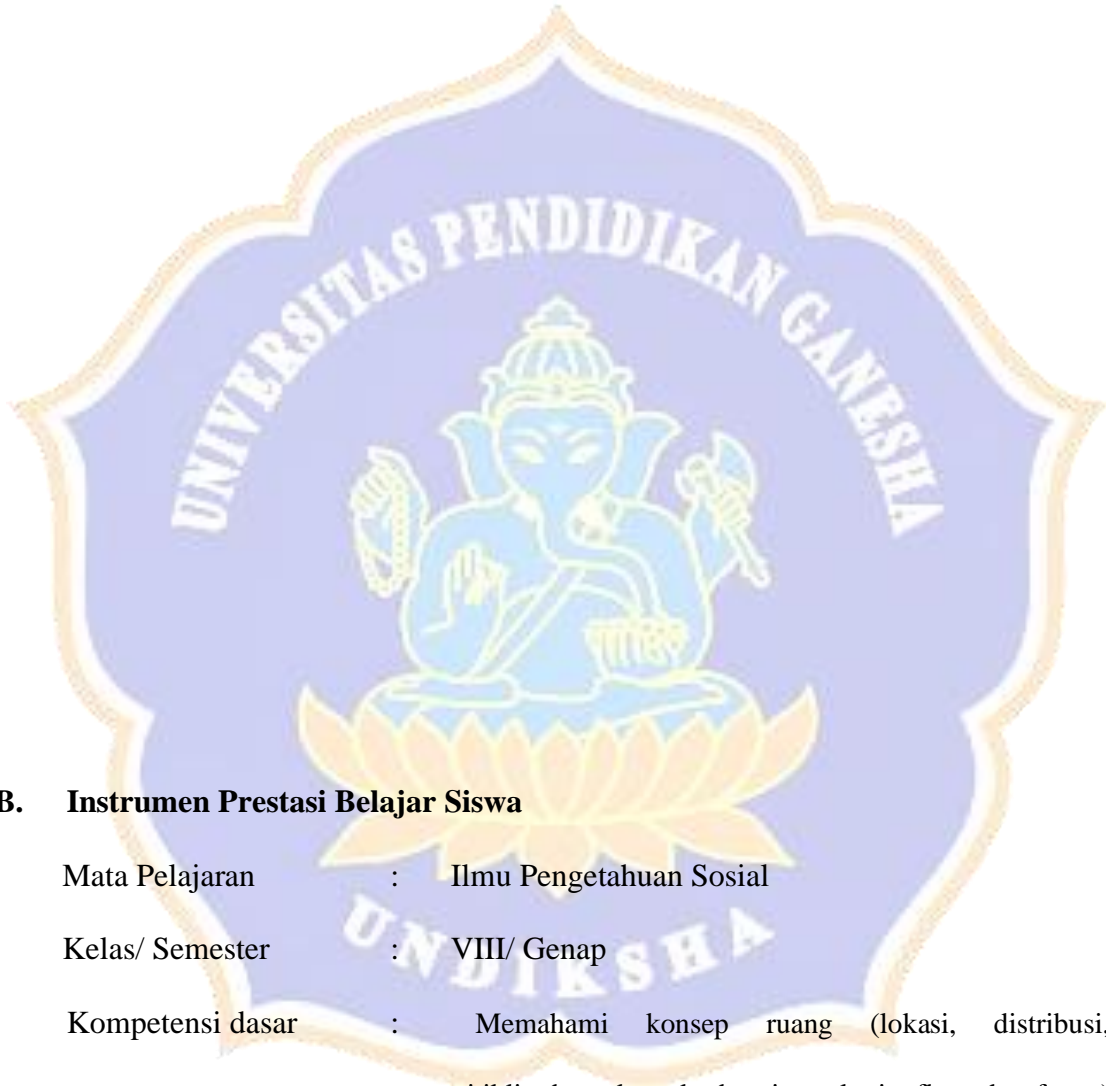 UNIVERSITAS PENDIDIKAN GANESHA
B. Instrumen Prestasi Belajar Siswa
Mata Pelajaran : Ilmu Pengetahuan Sosial
Kelas/ Semester : VIII/ Genap
UNDIKSHA
Kompetensi dasar : Memahami konsep ruang (lokasi, distribusi,